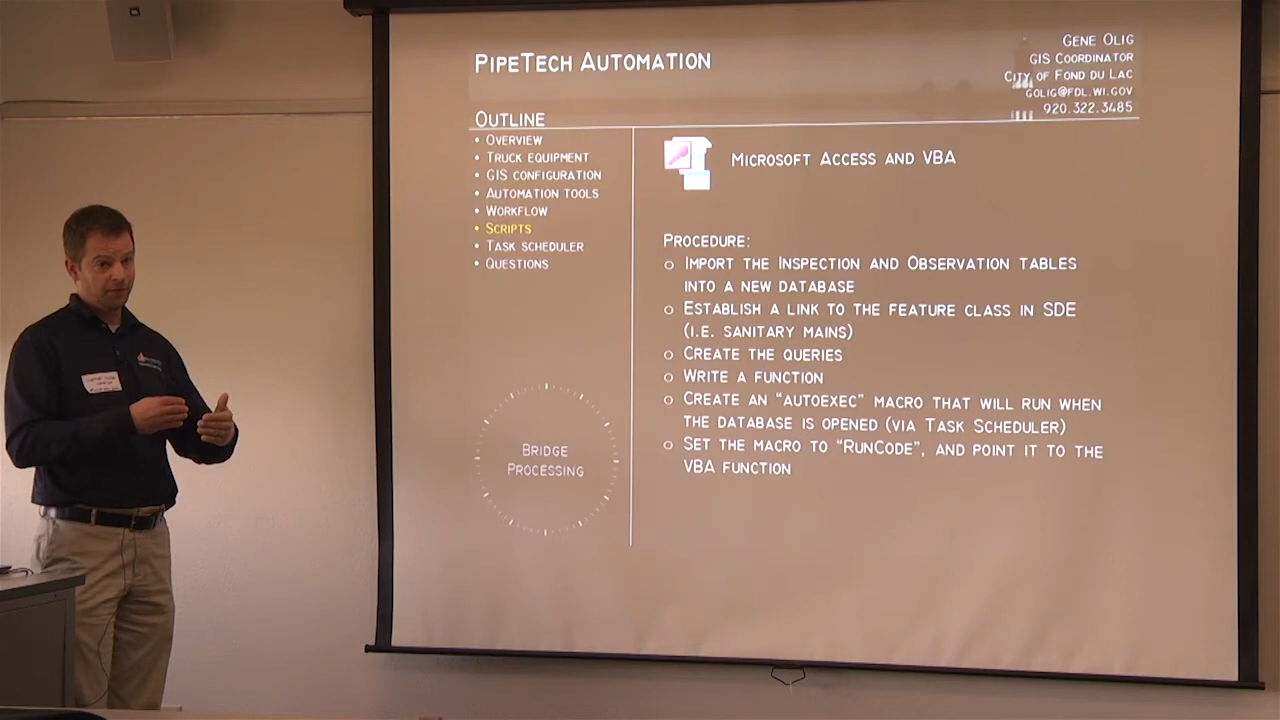 PipeTech Automation
Gene Olig
GIS Coordinator
City of Fond du Lac
golig@fdl.wi.gov
920.322.3485
Outline
• Overview
• Truck equipment
• GIS configuration
• Automation tools
• Workflow
• Scripts
• Task scheduler
• Questions
Bridge
Processing
Microsoft Access and VBA
Procedure:
o Import the Inspection and Observation tables
into a new database
o Establish a link to the feature class in SDE
(i.e. sanitary mains)
o Create the queries
o Write a function
o Create an "autoexec" macro that will run when
the database is opened (via Task Scheduler)
o Set the macro to "RunCode", and point it to the
VBA function